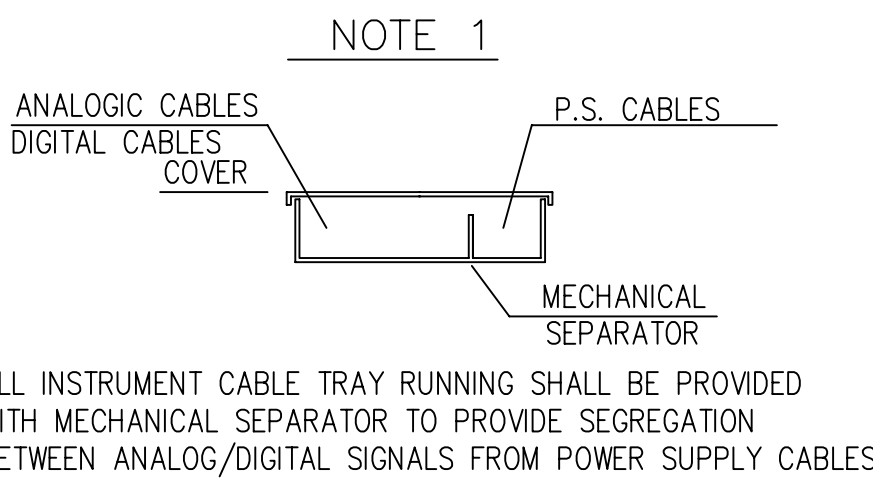 NOTE 1
ANALOGIC CABLES
DIGITAL CABLES
COVER
P.S. CABLES
MECHANICAL
SEPARATOR
LL INSTRUMENT CABLE TRAY RUNNING SHALL BE PROVIDED
ITH MECHANICAL SEPARATOR TO PROVIDE SEGREGATION
ETWEEN ANALOG/DIGITAL SIGNALS FROM POWER SUPPLY CABLES